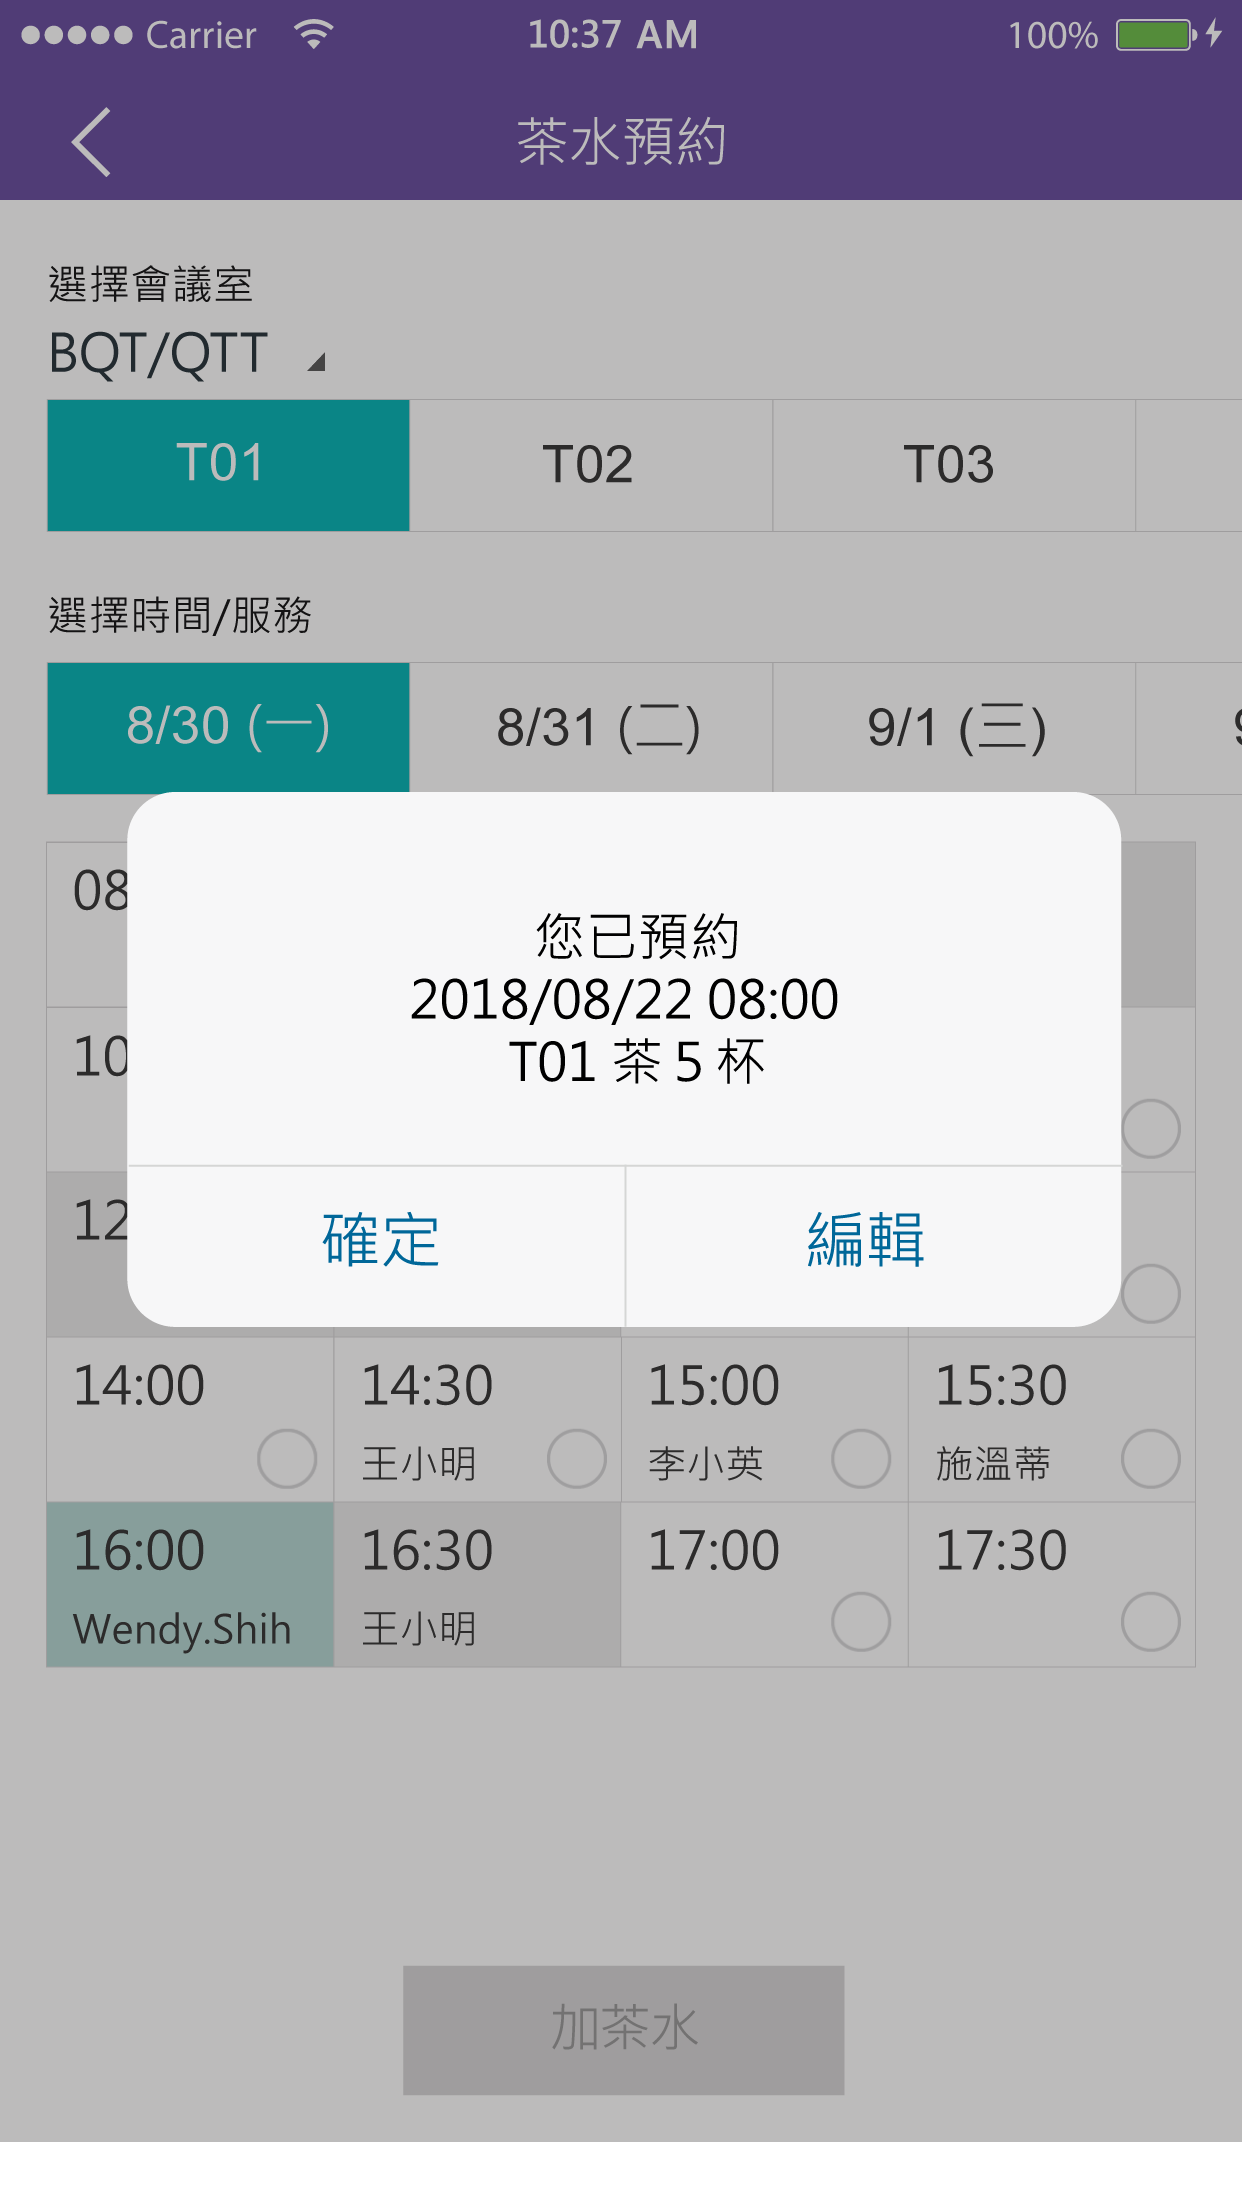 Carrier 10:37 AM 100%
茶水預約
選擇會議室
BQT/QTT
T01 T02 T03
選擇時間/服務
8/30 (一) 8/31 (二) 9/1 (三) 9
08
您已預約
2018/08/22 08:00
T01 茶 5 杯
10
12
確定 編輯
14:00 14:30 15:00 15:30
王小明 李小英 施溫蒂
16:00 16:30 17:00 17:30
Wendy.Shih 王小明
加茶水